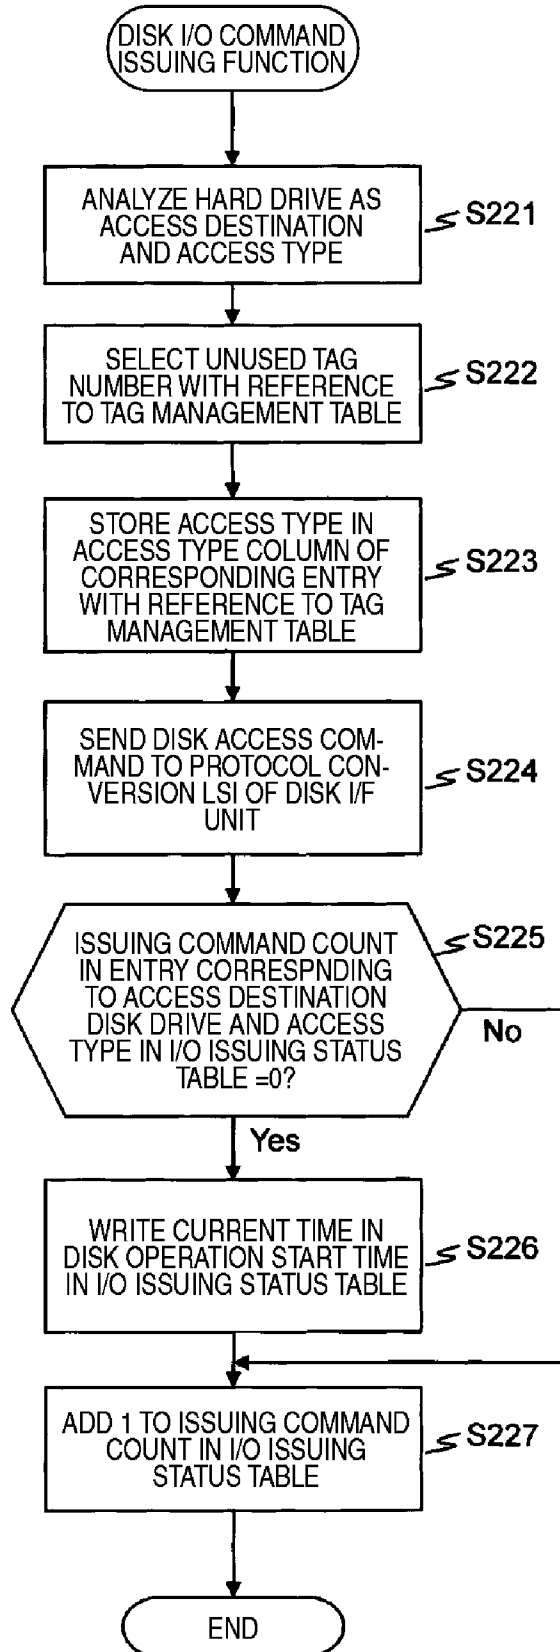 DISK I/O COMMAND
ISSUING FUNCTION
ANALYZE HARD DRIVE AS
ACCESS DESTINATION
AND ACCESS TYPE
S221
SELECT UNUSED TAG
NUMBER WITH REFERENCE
TO TAG MANAGEMENT TABLE
S222
STORE ACCESS TYPE IN
ACCESS TYPE COLUMN OF
CORRESPONDING ENTRY
WITH REFERENCE TO TAG
MANAGEMENT TABLE
S223
SEND DISK ACCESS COM-
MAND TO PROTOCOL CON-
VERSION LSI OF DISK I/F
UNIT
S224
ISSUING COMMAND COUNT
IN ENTRY CORRESPNDING
TO ACCESS DESTINATION
DISK DRIVE AND ACCESS
TYPE IN I/O ISSUING STATUS
TABLE =0?
S225
No
Yes
WRITE CURRENT TIME IN
DISK OPERATION START TIME
IN I/O ISSUING STATUS TABLE
S226
ADD 1 TO ISSUING COMMAND
COUNT IN I/O ISSUING
STATUS TABLE
S227
END